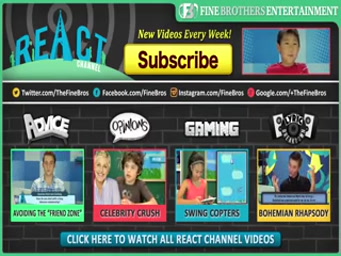 FINE BROTHERS ENTERTAINMENT
REACT
CHANNEL
New Videos Every Week!
Subscribe
Twitter.com/TheFineBros
Facebook.com/FineBros
Instagram.com/FineBros
Google.com/+TheFineBros
ADVICE
OPINIONS
GAMING
LYRIC
AVOIDING THE "FRIEND ZONE"
CELEBRITY CRUSH
SWING COPTERS
BOHEMIAN RHAPSODY
CLICK HERE TO WATCH ALL REACT CHANNEL VIDEOS